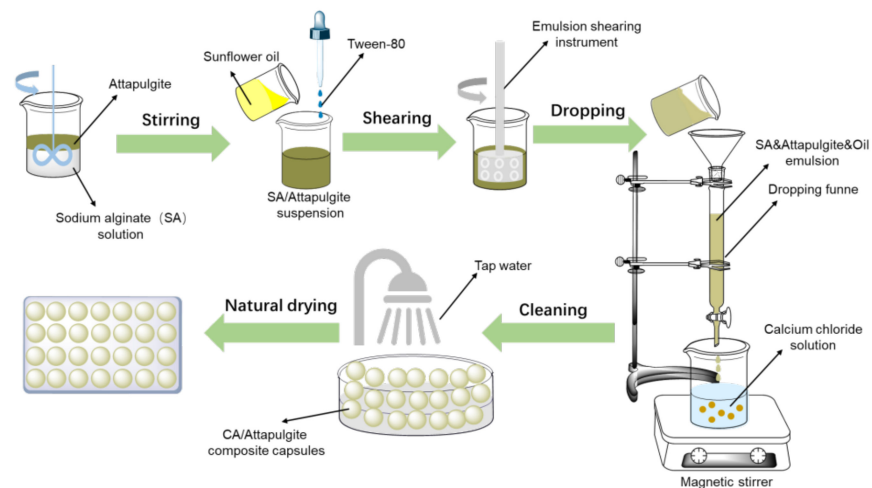 Attapulgite
Sodium alginate（SA）
solution
Stirring
Sunflower oil
Tween-80
SA/Attapulgite
suspension
Shearing
Emulsion shearing
instrument
Dropping
SA&Attapulgite&Oil
emulsion
Dropping funne
Calcium chloride
solution
Magnetic stirrer
Cleaning
Tap water
CA/Attapulgite
composite capsules
Natural drying